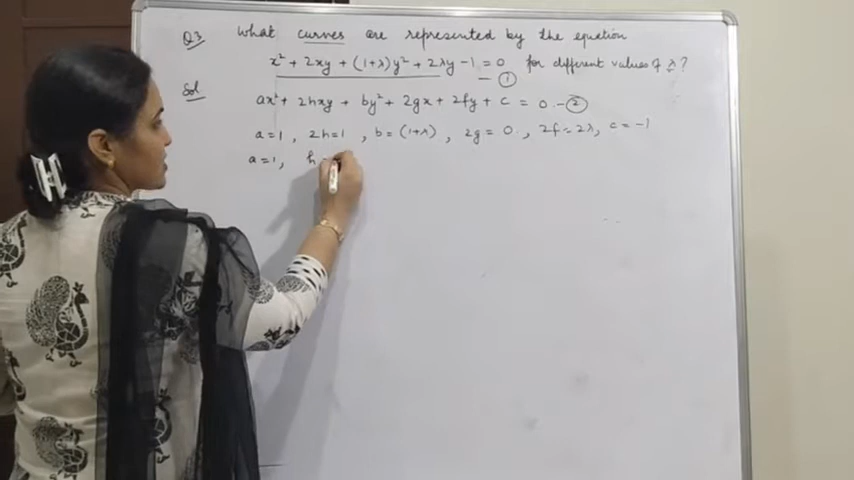 Q3 What curves are represented by the equation
x² + 2xy + (1+λ)y² + 2λy - 1 = 0 for different values of λ?
- ①
Sol ax² + 2hxy + by² + 2gx + 2fy + c = 0 - ②
a = 1 , 2h = 1 , b = (1+λ) , 2g = 0 , 2f = 2λ, c = -1
a = 1, h